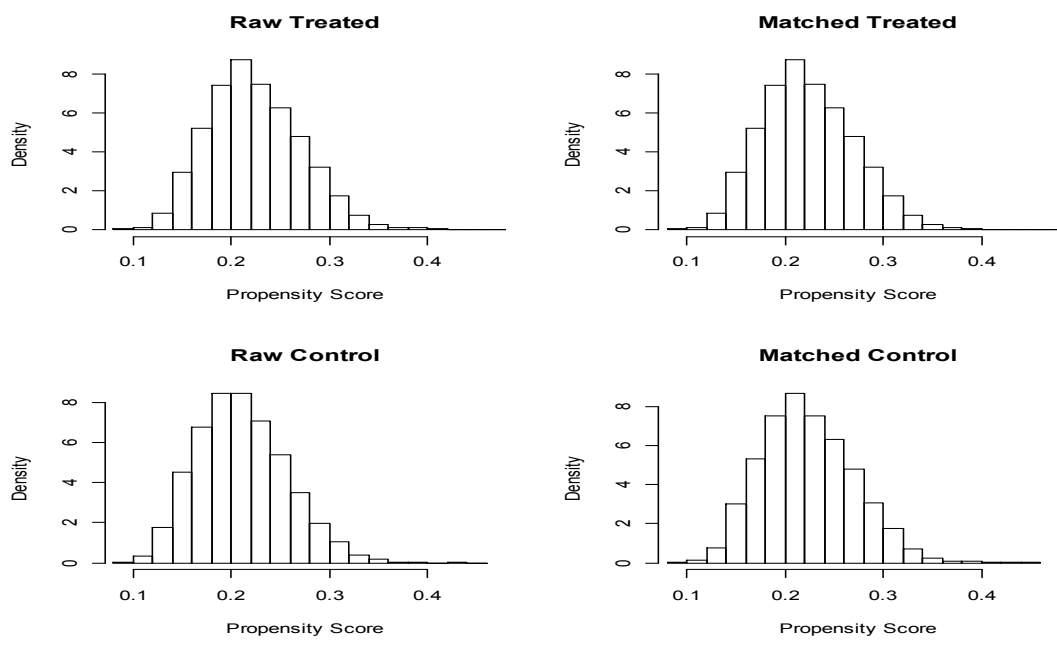 Raw Treated
Density
0 2 4 6 8
0.1 0.2 0.3 0.4
Propensity Score
Matched Treated
Density
0 2 4 6 8
0.1 0.2 0.3 0.4
Propensity Score
Raw Control
Density
0 2 4 6 8
0.1 0.2 0.3 0.4
Propensity Score
Matched Control
Density
0 2 4 6 8
0.1 0.2 0.3 0.4
Propensity Score